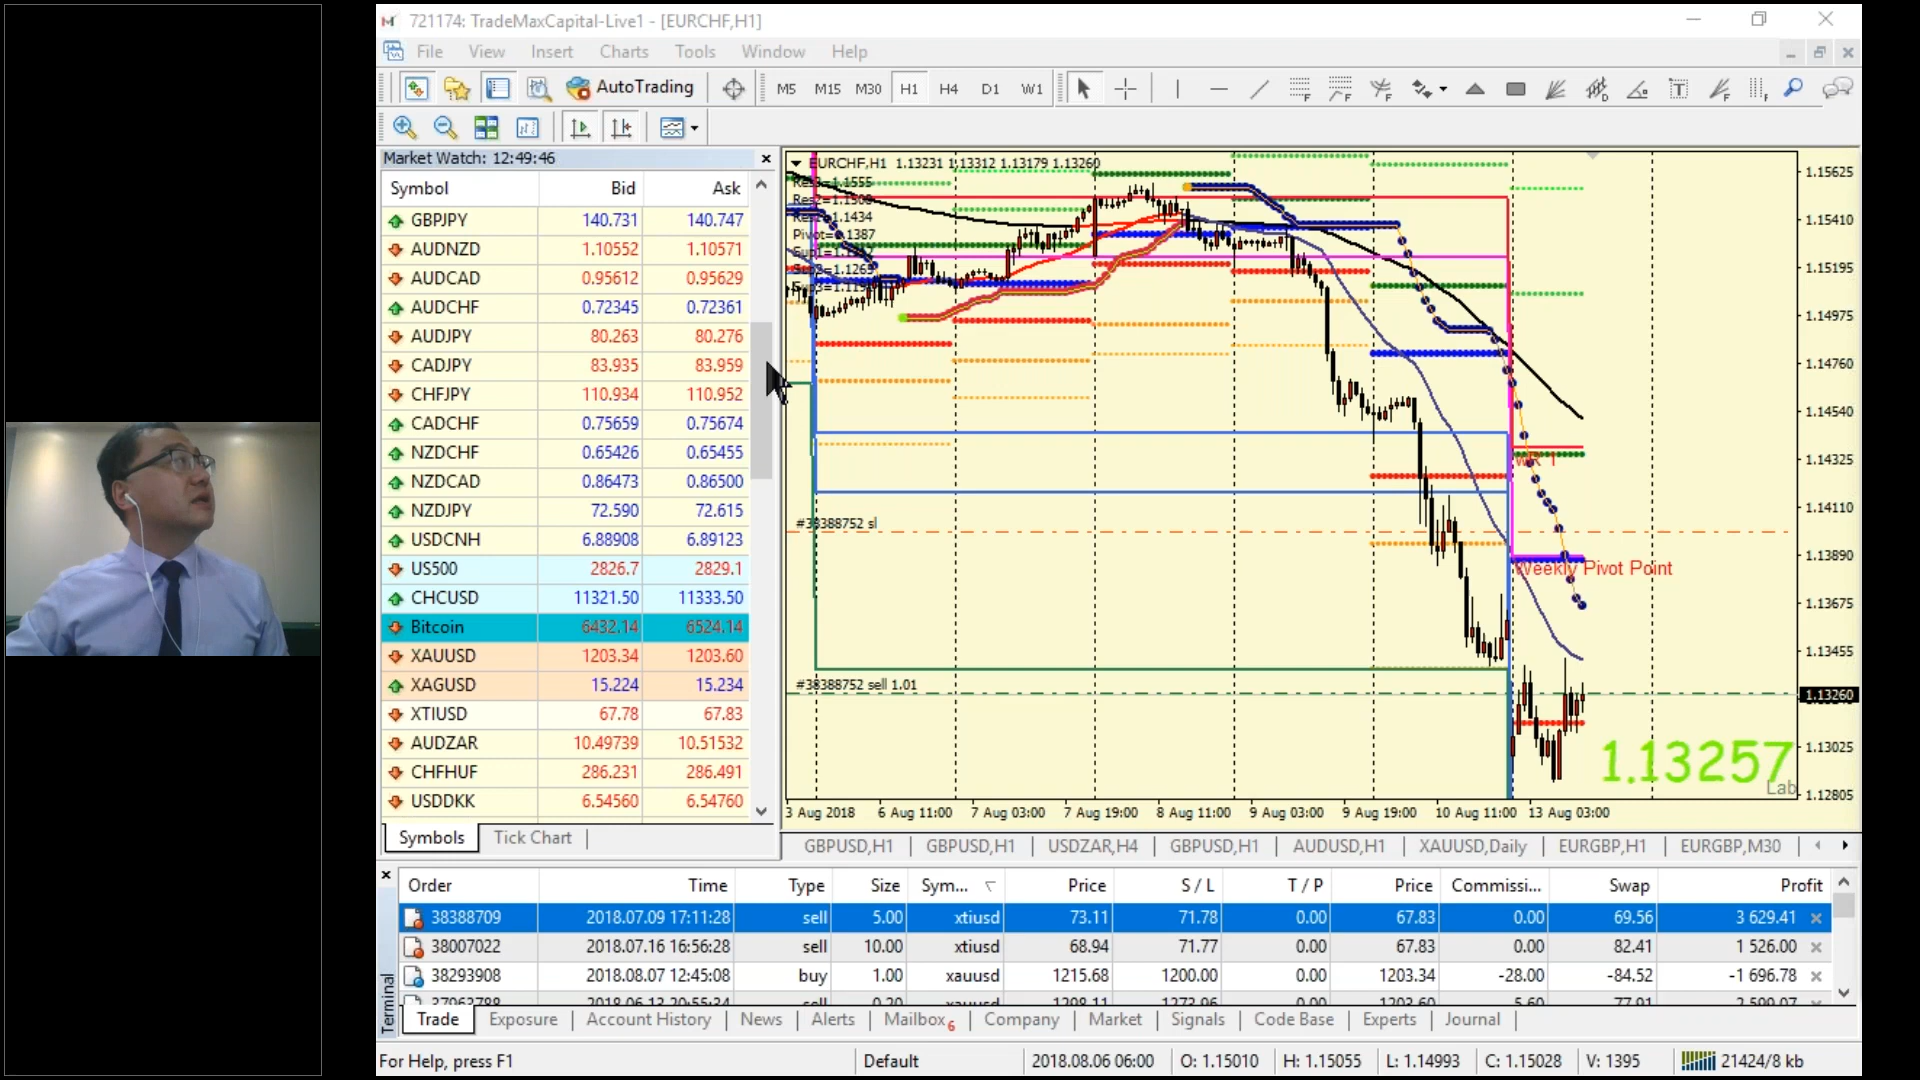 721174: TradeMaxCapital-Live1 - [EURCHF,H1]
File View Insert Charts Tools Window Help
AutoTrading M5 M15 M30 H1 H4 D1 W1
Market Watch: 12:49:46
Symbol Bid Ask
GBPJPY 140.731 140.747
AUDNZD 1.10552 1.10571
AUDCAD 0.95612 0.95629
AUDCHF 0.72345 0.72361
AUDJPY 80.263 80.276
CADJPY 83.935 83.959
CHFJPY 110.934 110.952
CADCHF 0.75659 0.75674
NZDCHF 0.65426 0.65455
NZDCAD 0.86473 0.86500
NZDJPY 72.590 72.615
USDCNH 6.88908 6.89123
US500 2826.7 2829.1
CHCUSD 11321.50 11333.50
Bitcoin 6432.14 6524.14
XAUUSD 1203.34 1203.60
XAGUSD 15.224 15.234
XTIUSD 67.78 67.83
AUDZAR 10.49739 10.51532
CHFHUF 286.231 286.491
USDDKK 6.54560 6.54760
Symbols Tick Chart
EURCHF,H1 1.13231 1.13312 1.13179 1.13260
#38388752 sl
#38388752 sell 1.01
Weekly Pivot Point
1.13257
Lab
1.15625
1.15410
1.15195
1.14975
1.14760
1.14540
1.14325
1.14110
1.13890
1.13675
1.13455
1.13260
1.13025
1.12805
3 Aug 2018 6 Aug 11:00 7 Aug 03:00 7 Aug 19:00 8 Aug 11:00 9 Aug 03:00 9 Aug 19:00 10 Aug 11:00 13 Aug 03:00
GBPUSD,H1 GBPUSD,H1 USDZAR,H4 GBPUSD,H1 AUDUSD,H1 XAUUSD,Daily EURGBP,H1 EURGBP,M30
Order Time Type Size Sym... Price S / L T / P Price Commissi... Swap Profit
38388709 2018.07.09 17:11:28 sell 5.00 xtiusd 73.11 71.78 0.00 67.83 0.00 69.56 3 629.41
38007022 2018.07.16 16:56:28 sell 10.00 xtiusd 68.94 71.77 0.00 67.83 0.00 82.41 1 526.00
38293908 2018.08.07 12:45:08 buy 1.00 xauusd 1215.68 1200.00 0.00 1203.34 -28.00 -84.52 -1 696.78
Terminal
Trade Exposure Account History News Alerts Mailbox6 Company Market Signals Code Base Experts Journal
For Help, press F1 Default 2018.08.06 06:00 O: 1.15010 H: 1.15055 L: 1.14993 C: 1.15028 V: 1395 21424/8 kb